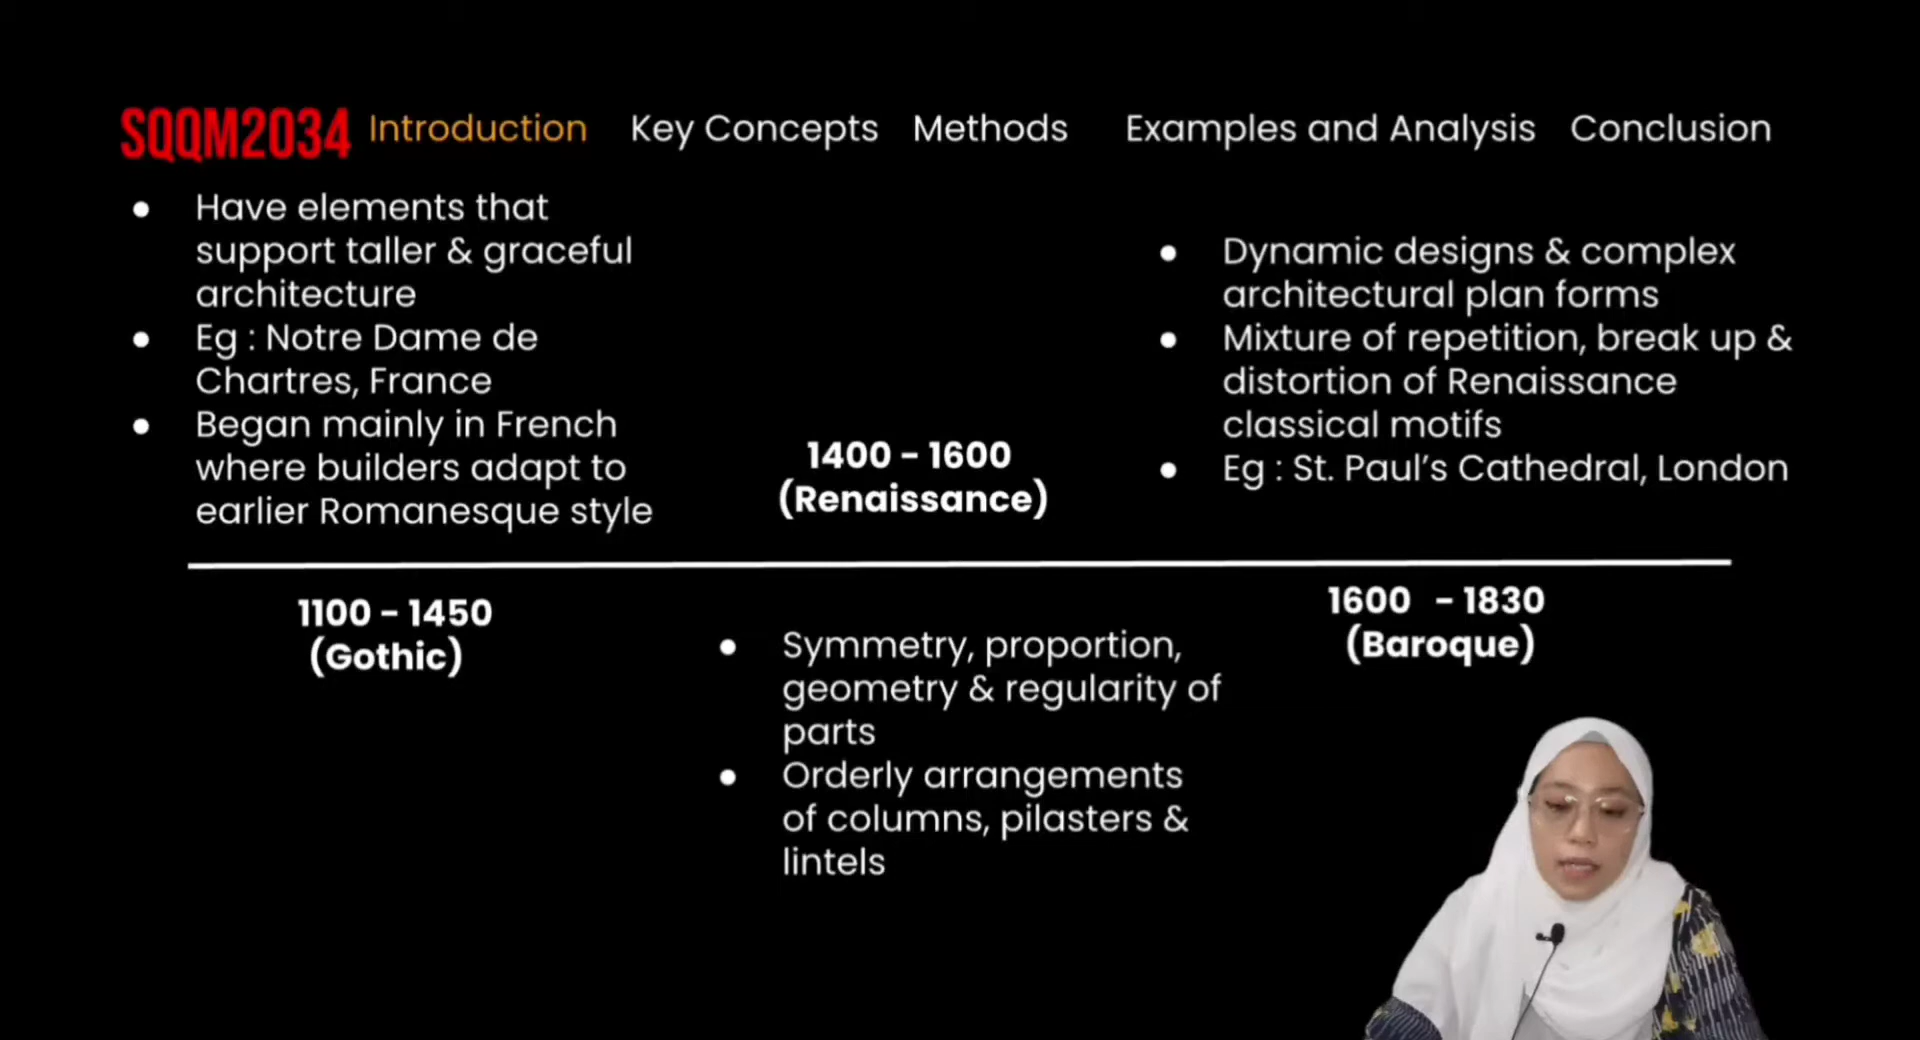 SQQM2034 Introduction Key Concepts Methods Examples and Analysis Conclusion
● Have elements that
support taller & graceful
architecture
● Eg : Notre Dame de
Chartres, France
● Began mainly in French
where builders adapt to
earlier Romanesque style
1100 - 1450
(Gothic)
1400 - 1600
(Renaissance)
● Symmetry, proportion,
geometry & regularity of
parts
● Orderly arrangements
of columns, pilasters &
lintels
● Dynamic designs & complex
architectural plan forms
● Mixture of repetition, break up &
distortion of Renaissance
classical motifs
● Eg : St. Paul’s Cathedral, London
1600 - 1830
(Baroque)